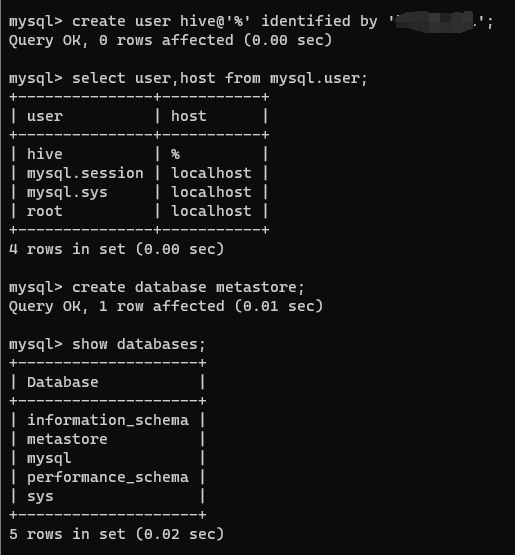 mysql> create user hive@'%' identified by '.';
Query OK, 0 rows affected (0.00 sec)
mysql> select user,host from mysql.user;
+---------------+-----------+
| user          | host      |
+---------------+-----------+
| hive          | %         |
| mysql.session | localhost |
| mysql.sys     | localhost |
| root          | localhost |
+---------------+-----------+
4 rows in set (0.00 sec)
mysql> create database metastore;
Query OK, 1 row affected (0.01 sec)
mysql> show databases;
+--------------------+
| Database           |
+--------------------+
| information_schema |
| metastore          |
| mysql              |
| performance_schema |
| sys                |
+--------------------+
5 rows in set (0.02 sec)